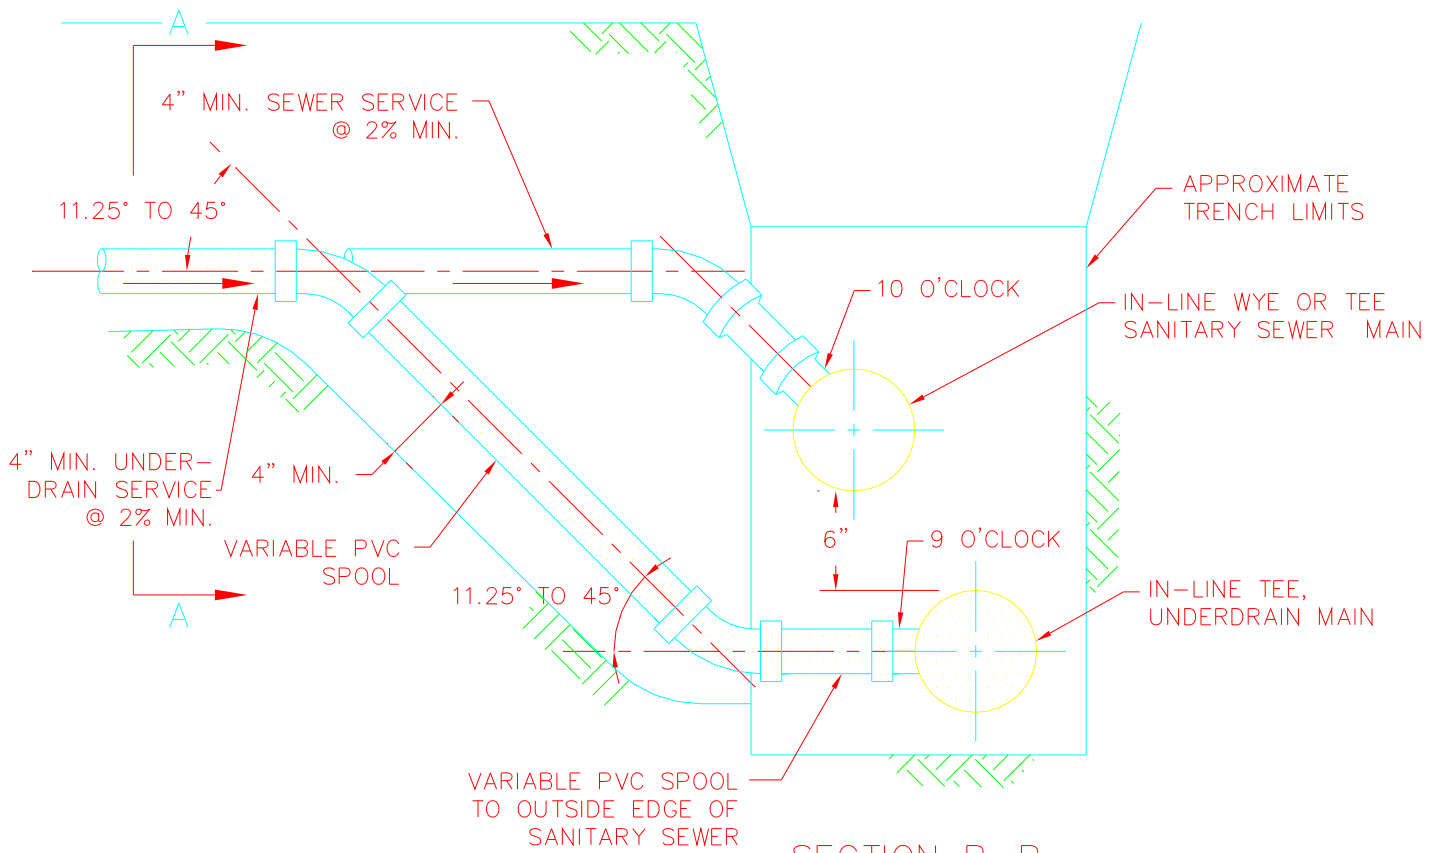 A
4" MIN. SEWER SERVICE
@ 2% MIN.
11.25° TO 45°
APPROXIMATE
TRENCH LIMITS
10 O'CLOCK
IN-LINE WYE OR TEE
SANITARY SEWER MAIN
4" MIN. UNDER-
DRAIN SERVICE
@ 2% MIN.
4" MIN.
VARIABLE PVC
SPOOL
6"
9 O'CLOCK
11.25° TO 45°
IN-LINE TEE,
UNDERDRAIN MAIN
A
VARIABLE PVC SPOOL
TO OUTSIDE EDGE OF
SANITARY SEWER